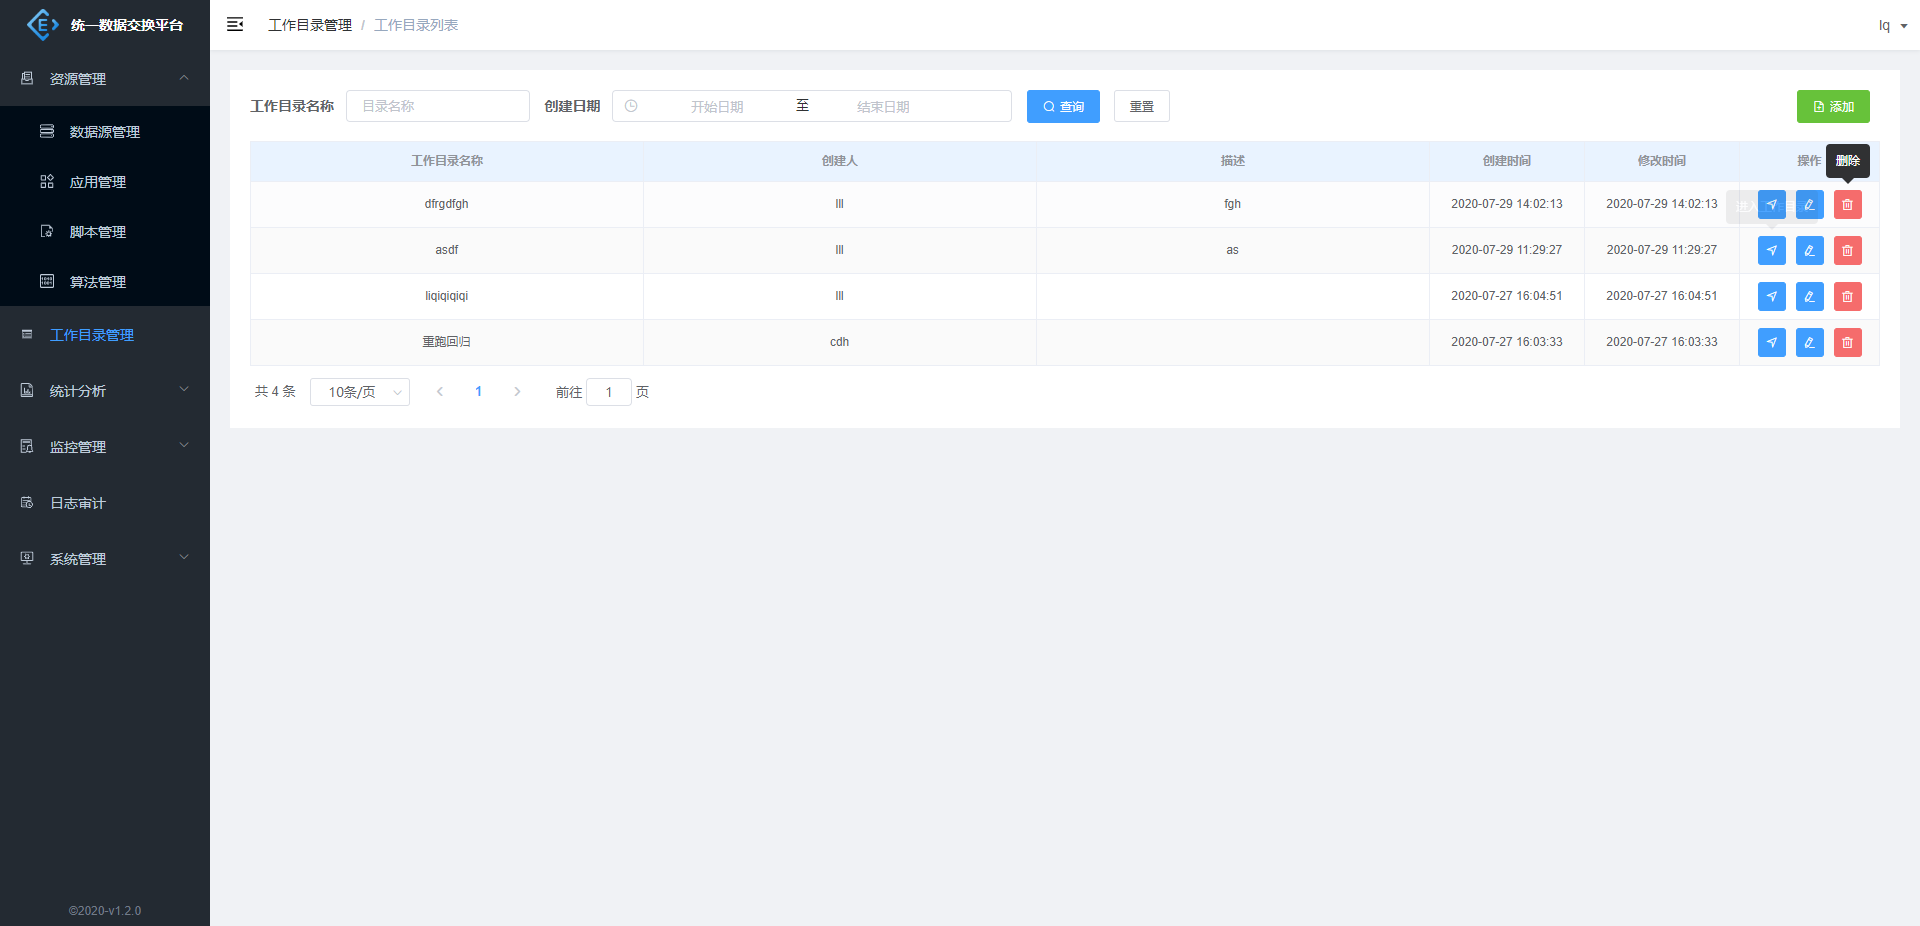 统一数据交换平台
资源管理
数据源管理
应用管理
脚本管理
算法管理
工作目录管理
统计分析
监控管理
日志审计
系统管理
©2020-v1.2.0
工作目录管理 / 工作目录列表
lq
工作目录名称 目录名称 创建日期 开始日期 至 结束日期 查询 重置 添加
工作目录名称 创建人 描述 创建时间 修改时间 操作 删除
dfrgdfgh lll fgh 2020-07-29 14:02:13 2020-07-29 14:02:13
asdf lll as 2020-07-29 11:29:27 2020-07-29 11:29:27
liqiqiqiqi lll 2020-07-27 16:04:51 2020-07-27 16:04:51
重跑回归 cdh 2020-07-27 16:03:33 2020-07-27 16:03:33
共 4 条 10条/页 1 前往 1 页